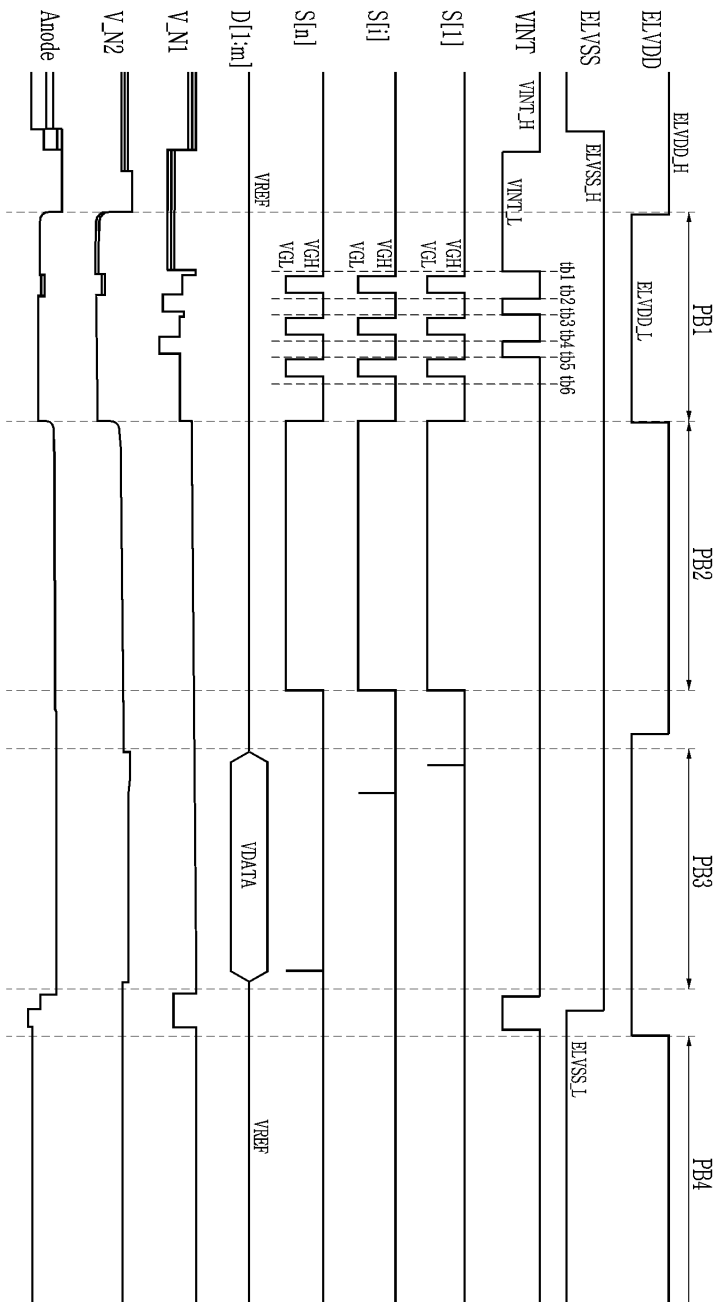 PB1
PB2
PB3
PB4
ELVDD
ELVDD_H
ELVDD_L
ELVSS
ELVSS_H
ELVSS_L
VINT
VINT_H
VINT_L
tb1 tb2 tb3 tb4 tb5 tb6
S[1]
VGH
VGL
S[i]
VGH
VGL
S[n]
VGH
VGL
D[1:m]
VREF
VDATA
VREF
V_N1
V_N2
Anode